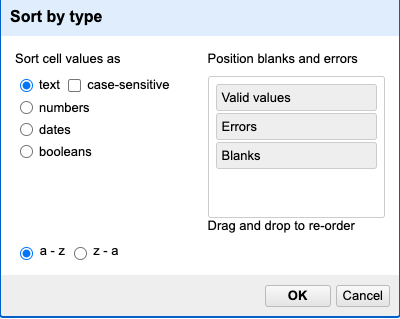 Sort by type
Sort cell values as
text case-sensitive
numbers
dates
booleans
a - z z - a
Position blanks and errors
Valid values
Errors
Blanks
Drag and drop to re-order
OK Cancel